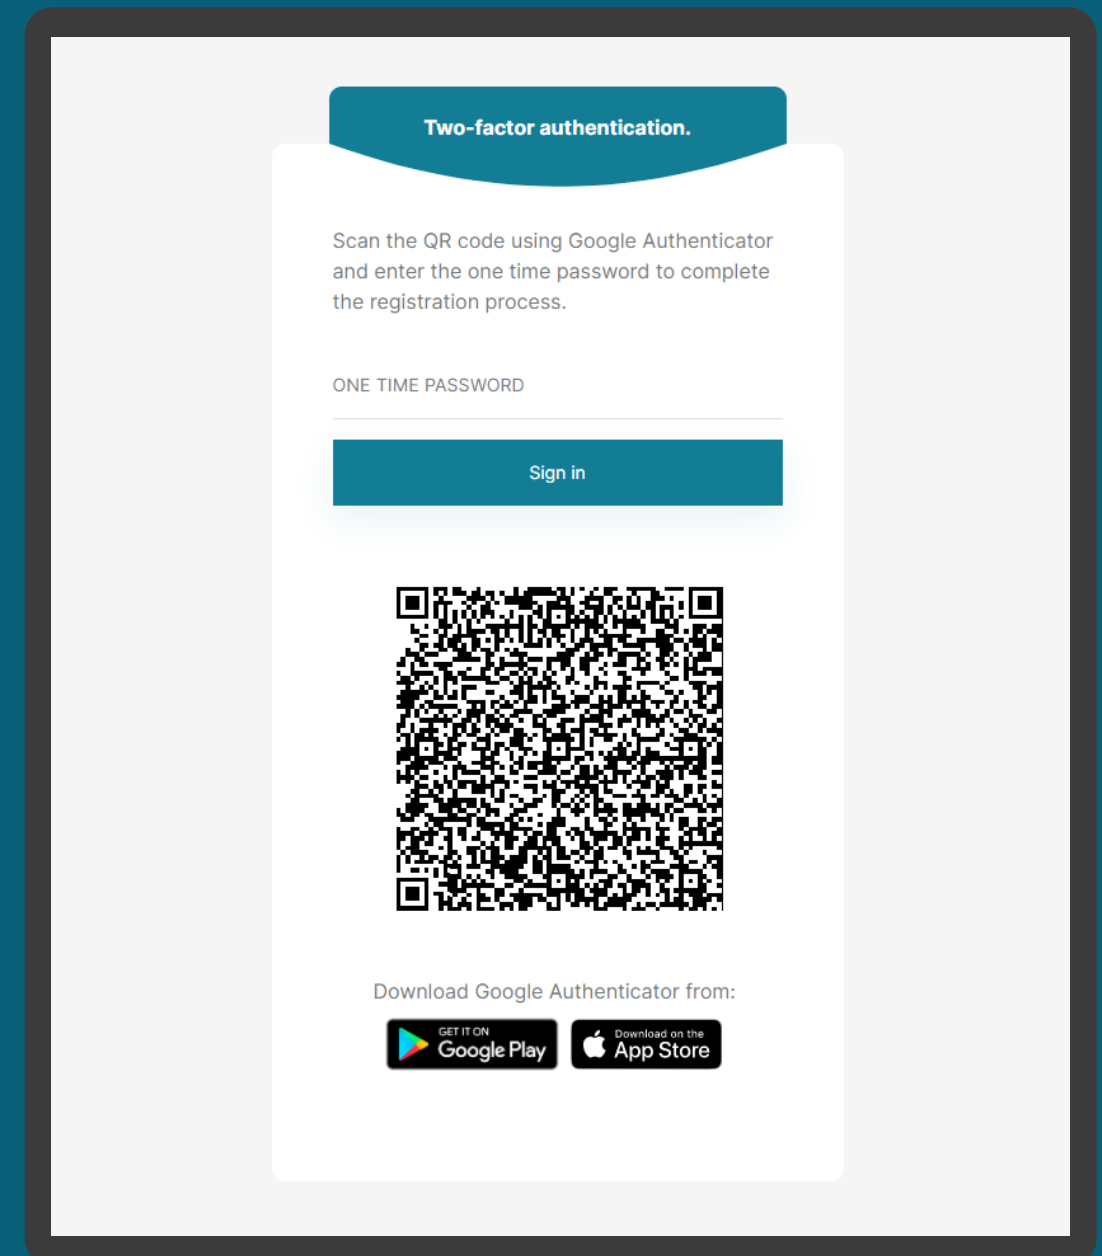 Two-factor authentication.
Scan the QR code using Google Authenticator
and enter the one time password to complete
the registration process.
ONE TIME PASSWORD
Sign in
Download Google Authenticator from:
GET IT ON
Google Play
Download on the
App Store